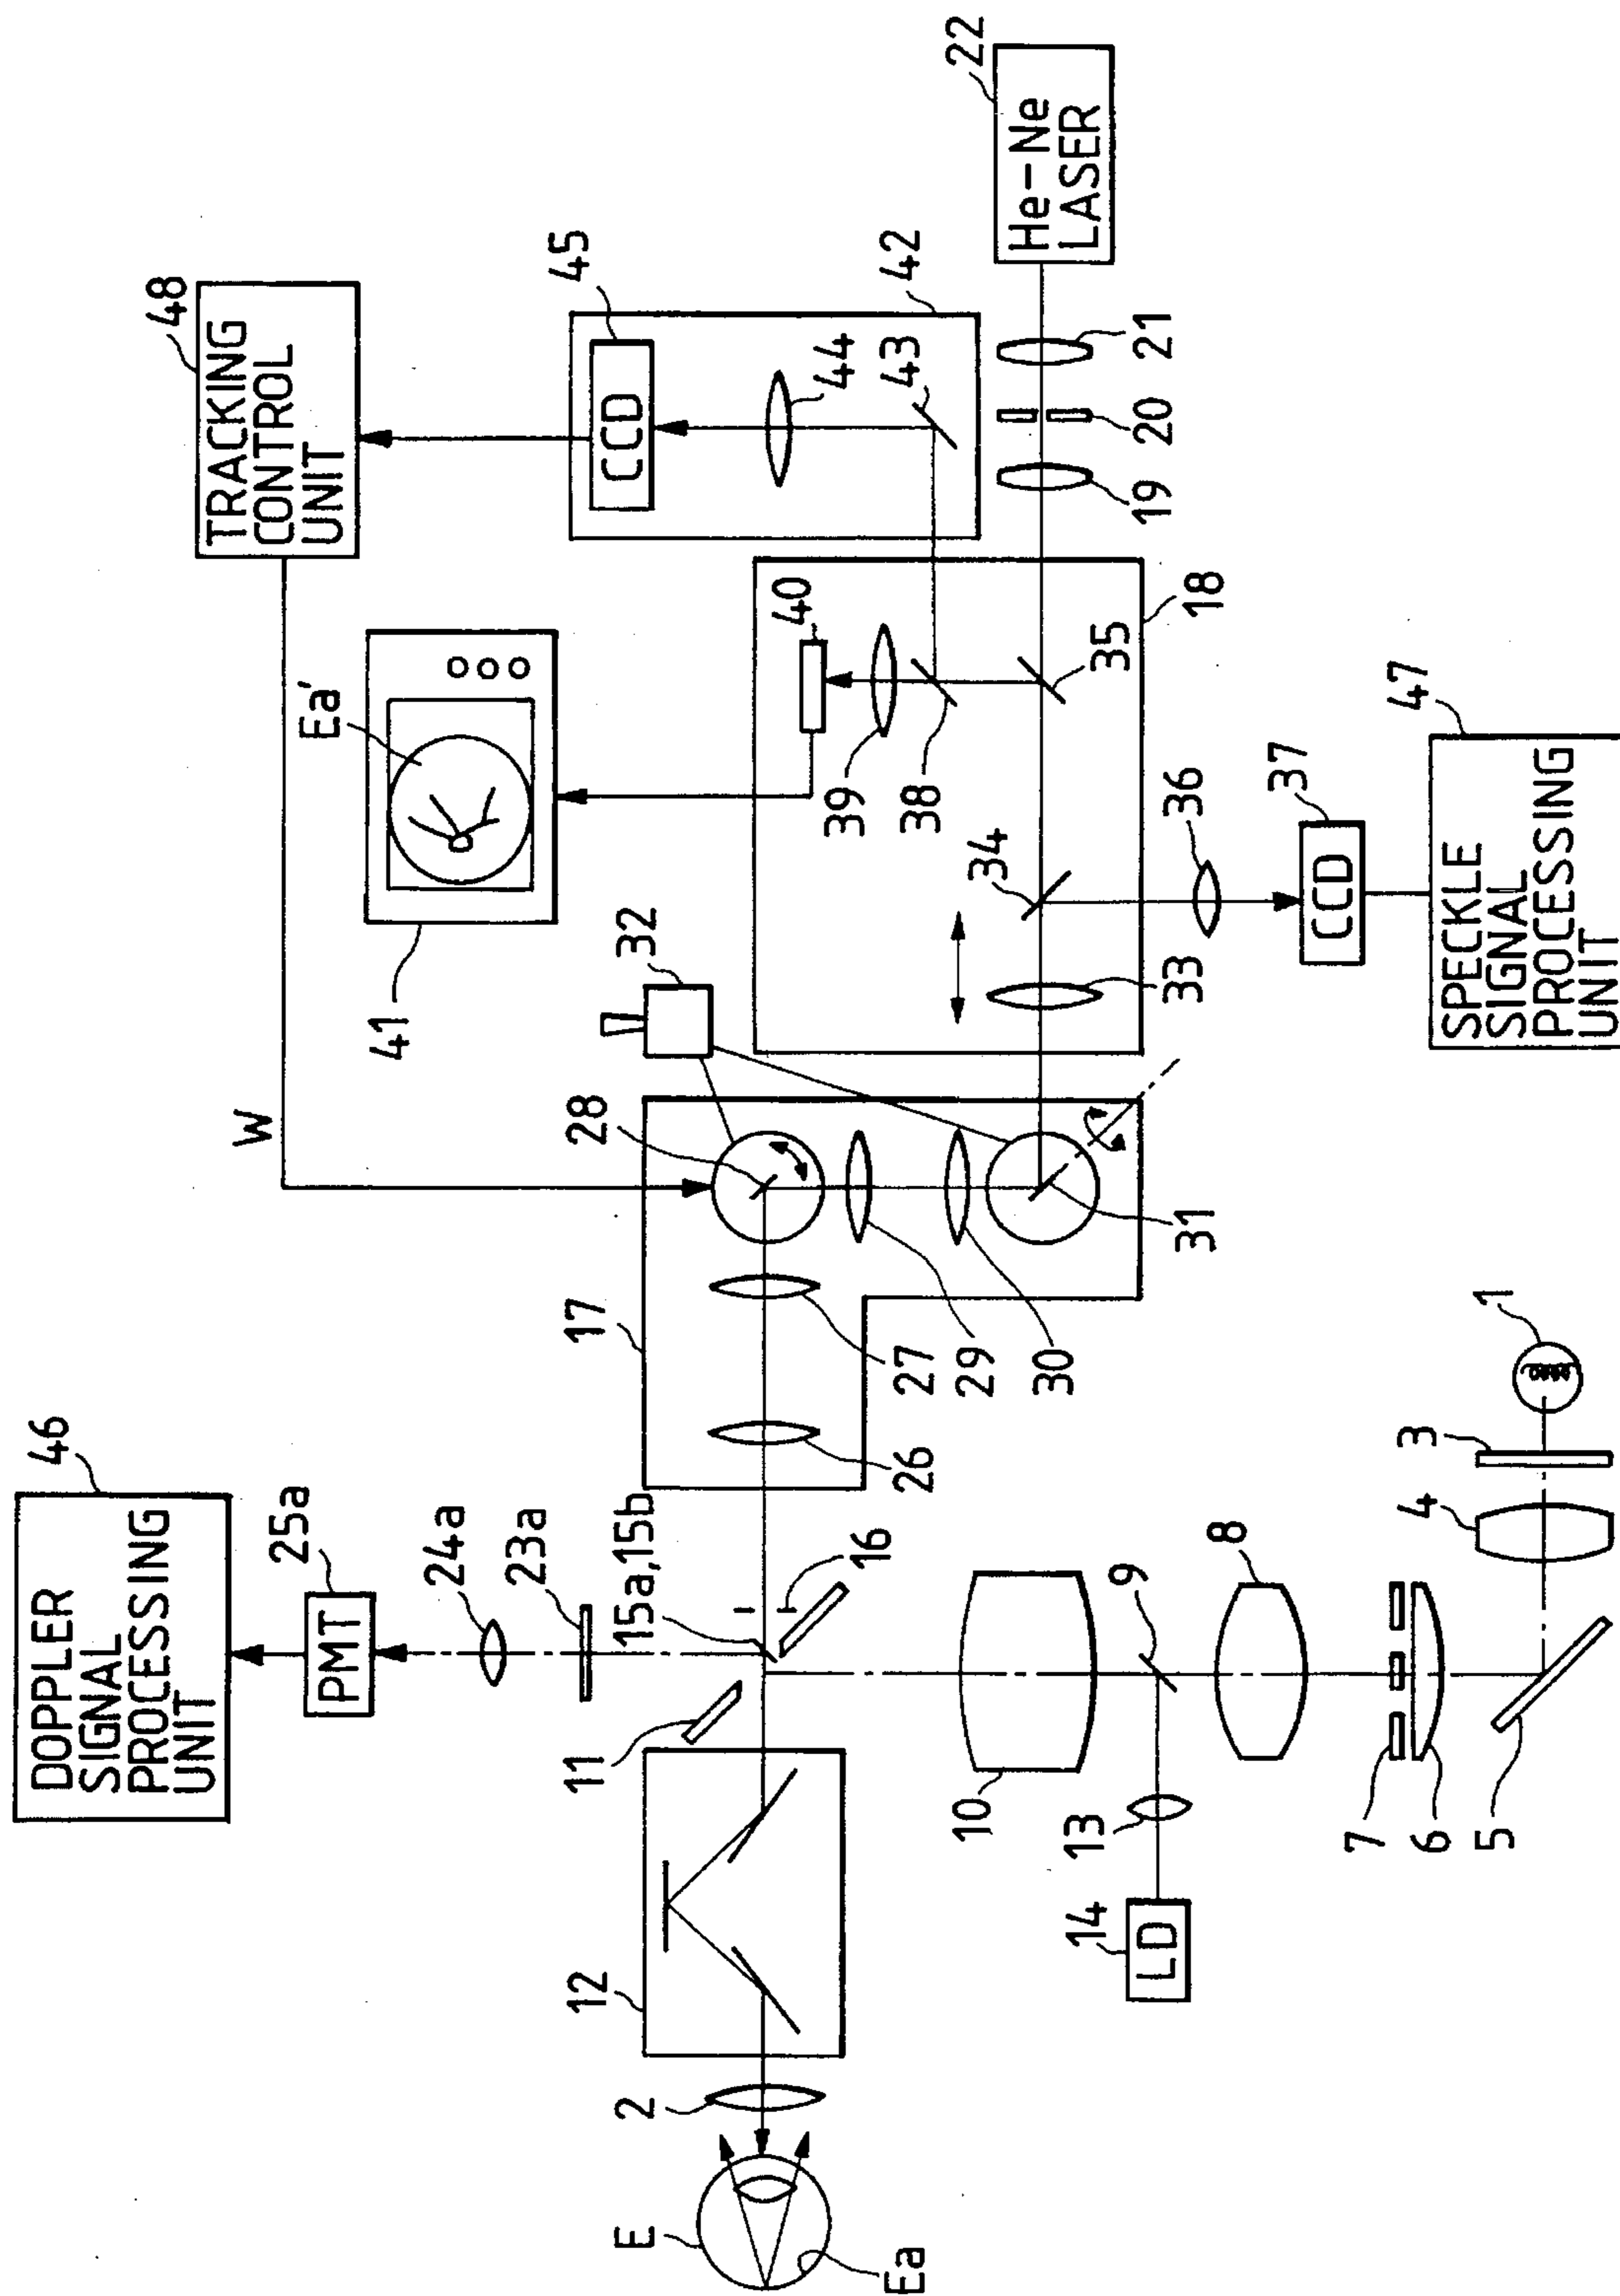 DOPPLER
SIGNAL
PROCESSING
UNIT
46
PMT
25a
24a
23a
15a,15b
16
11
12
2
E
Ea
17
26
27
28
29
30
31
W
32
41
Ea'
TRACKING
CONTROL
UNIT
48
CCD
45
42
44
43
40
39
38
35
34
33
18
19
20
21
22
He-Ne
LASER
36
37
CCD
47
SPECKLE
SIGNAL
PROCESSING
UNIT
10
9
8
13
14
LD
7
6
5
4
3
1